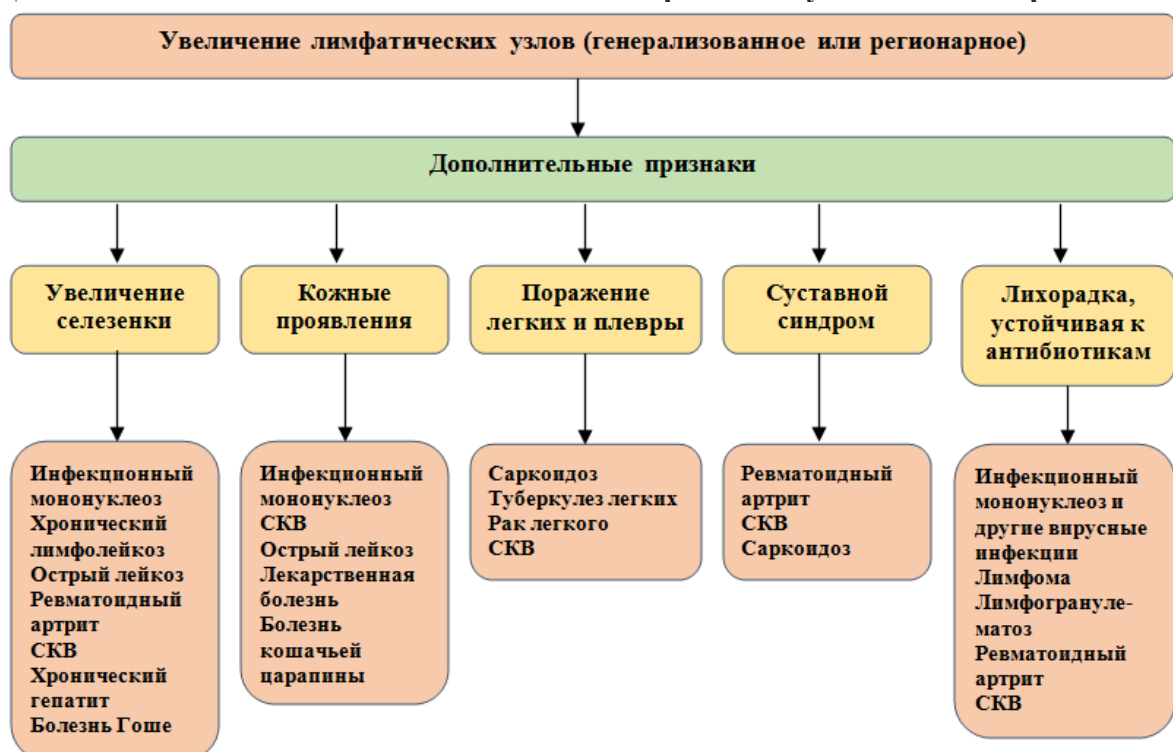 Увеличение лимфатических узлов (генерализованное или регионарное)
Дополнительные признаки
Увеличение
селезенки
Кожные
проявления
Поражение
легких и плевры
Суставной
синдром
Лихорадка,
устойчивая к
антибиотикам
Инфекционный
мононуклеоз
Хронический
лимфолейкоз
Острый лейкоз
Ревматоидный
артрит
СКВ
Хронический
гепатит
Болезнь Гоше
Инфекционный
мононуклеоз
СКВ
Острый лейкоз
Лекарственная
болезнь
Болезнь
кошачьей
царапины
Саркоидоз
Туберкулез легких
Рак легкого
СКВ
Ревматоидный
артрит
СКВ
Саркоидоз
Инфекционный
мононуклеоз и
другие вирусные
инфекции
Лимфома
Лимфогрануле-
матоз
Ревматоидный
артрит
СКВ